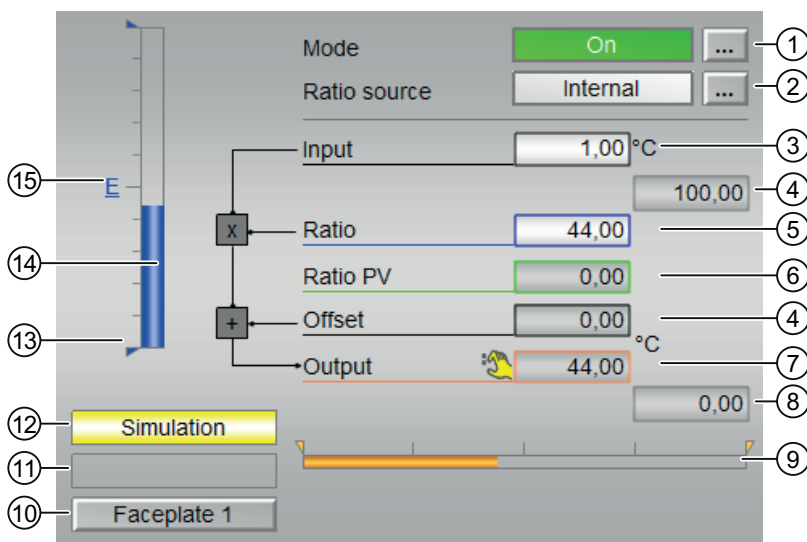 Mode On ... 1
Ratio source Internal ... 2
Input 1,00 °C 3
15 E 100,00 4
x Ratio 44,00 5
14 Ratio PV 0,00 6
+ Offset 0,00 4
13 °C
Output 44,00 7
0,00 8
12 Simulation
11 9
10 Faceplate 1